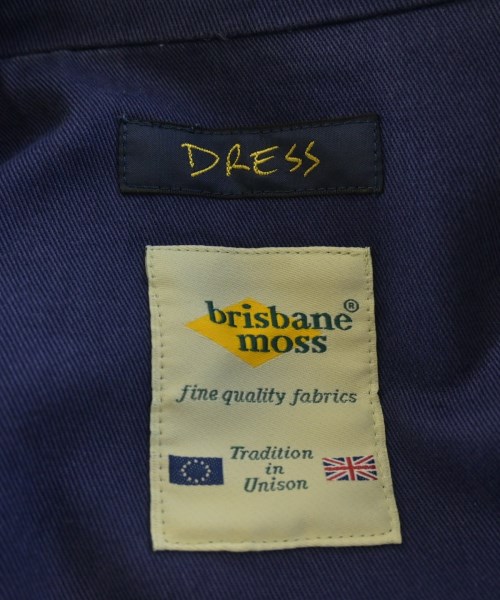 DRESS
brisbane®
moss
fine quality fabrics
Tradition
in
Unison